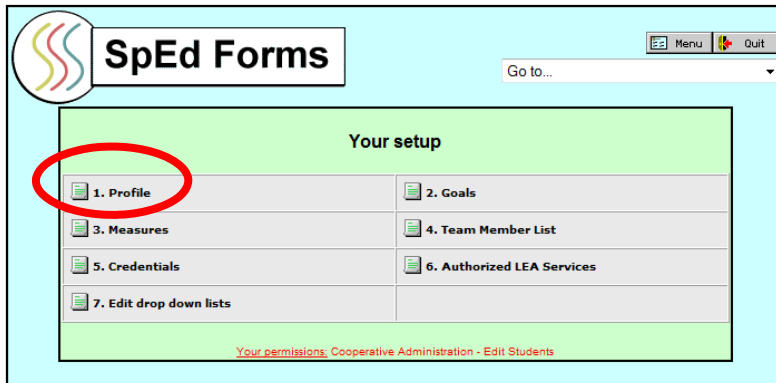 SpEd Forms
Menu
Quit
Go to...
Your setup
1. Profile
2. Goals
3. Measures
4. Team Member List
5. Credentials
6. Authorized LEA Services
7. Edit drop down lists
Your permissions: Cooperative Administration - Edit Students